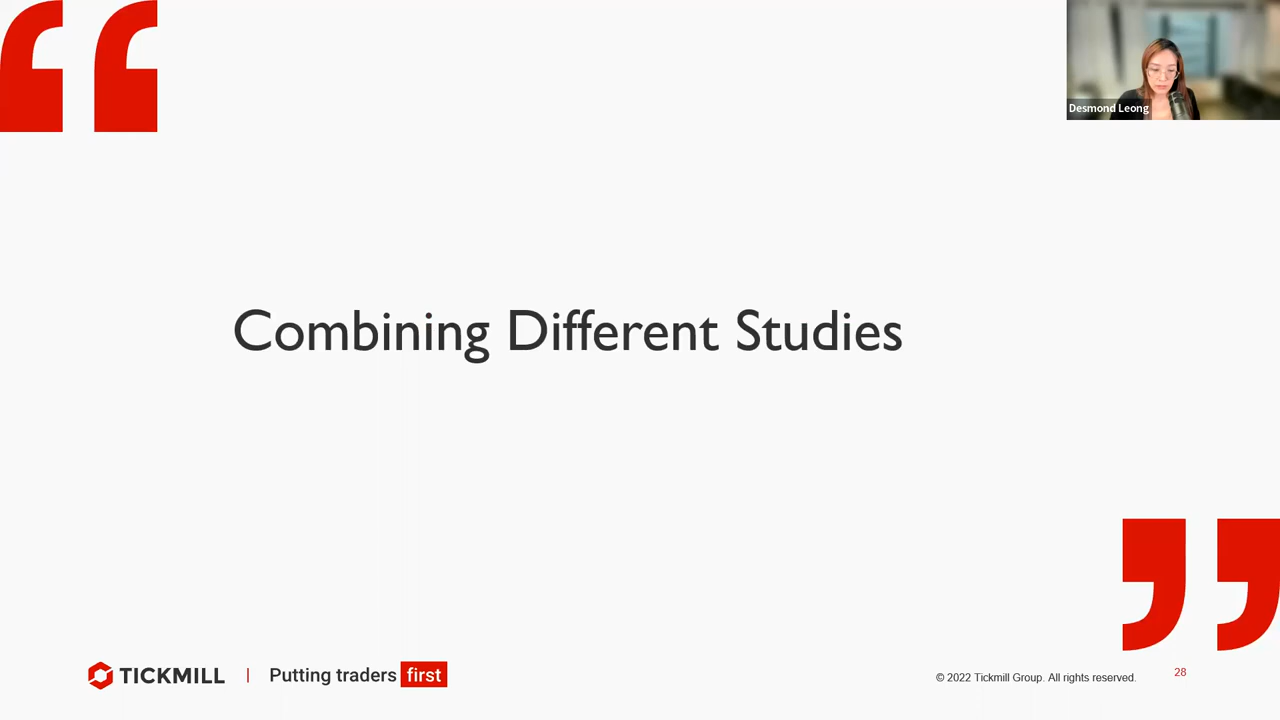 Desmond Leong
Combining Different Studies
TICKMILL | Putting traders first
© 2022 Tickmill Group. All rights reserved.
28